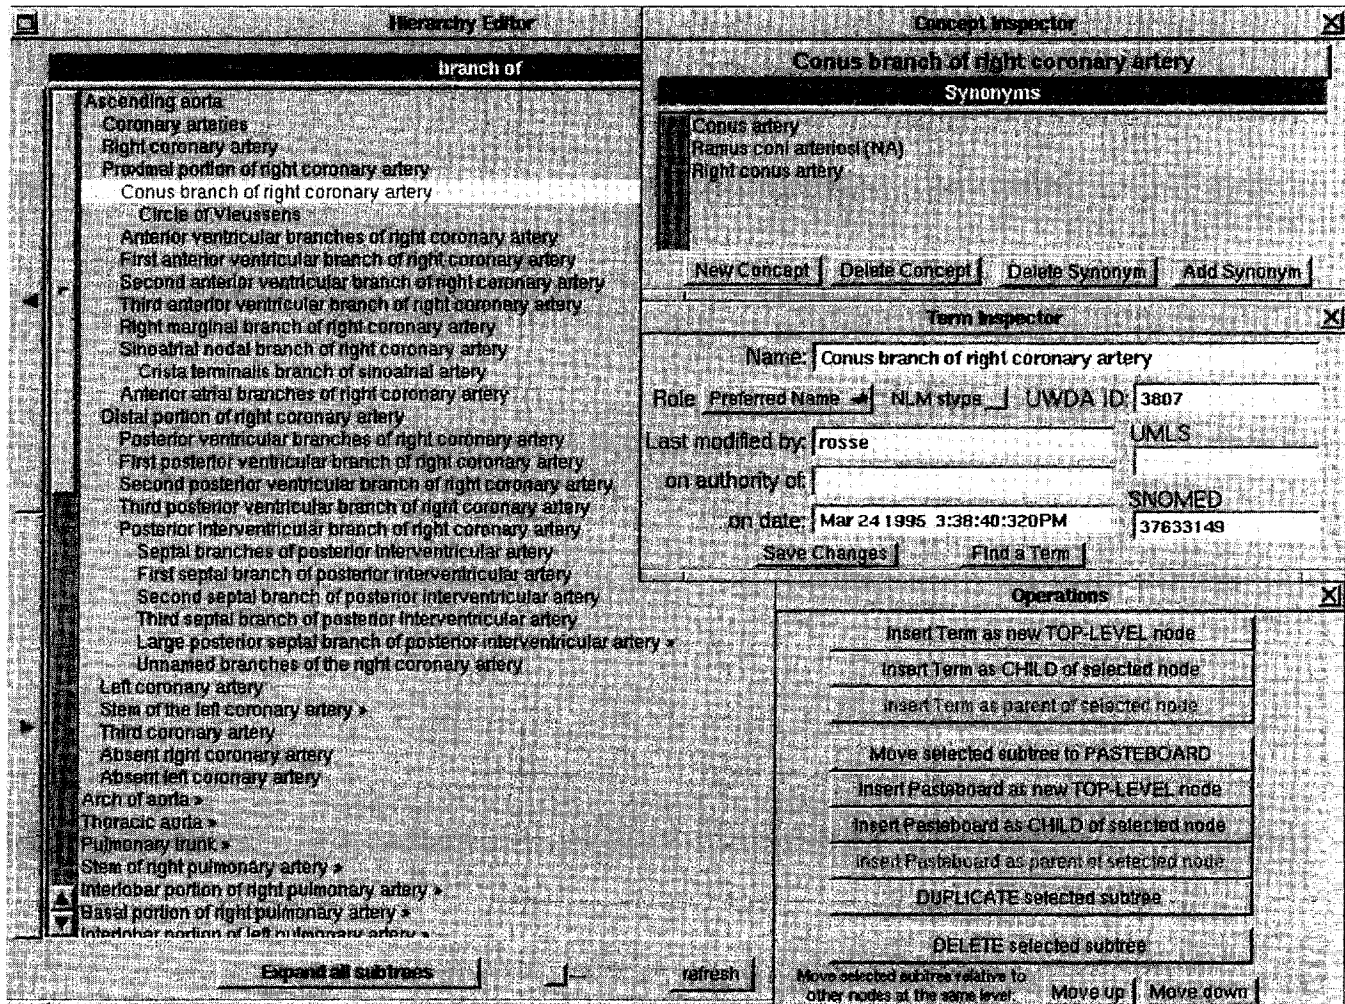 Hierarchy Editor
branch of
Ascending aorta
Coronary arteries
Right coronary artery
Proximal portion of right coronary artery
Conus branch of right coronary artery
Circle of Vieussens
Anterior ventricular branches of right coronary artery
First anterior ventricular branch of right coronary artery
Second anterior ventricular branch of right coronary artery
Third anterior ventricular branch of right coronary artery
Right marginal branch of right coronary artery
Sinoatrial nodal branch of right coronary artery
Crista terminalis branch of sinoatrial artery
Anterior atrial branches of right coronary artery
Distal portion of right coronary artery
Posterior ventricular branches of right coronary artery
First posterior ventricular branch of right coronary artery
Second posterior ventricular branch of right coronary artery
Third posterior ventricular branch of right coronary artery
Posterior interventricular branch of right coronary artery
Septal branches of posterior interventricular artery
First septal branch of posterior interventricular artery
Second septal branch of posterior interventricular artery
Third septal branch of posterior interventricular artery
Large posterior septal branch of posterior interventricular artery »
Unnamed branches of the right coronary artery
Left coronary artery
Stem of the left coronary artery »
Third coronary artery
Absent right coronary artery
Absent left coronary artery
Arch of aorta »
Thoracic aorta »
Pulmonary trunk »
Stem of right pulmonary artery »
Interlobar portion of right pulmonary artery »
Basal portion of right pulmonary artery »
Interlobar portion of left pulmonary artery »
Expand all subtrees
refresh
Concept Inspector
Conus branch of right coronary artery
Synonyms
Conus artery
Ramus coni arteriosi (NA)
Right conus artery
New Concept Delete Concept Delete Synonym Add Synonym
Term Inspector
Name: Conus branch of right coronary artery
Role Preferred Name NLM stype UWDA ID: 3807
Last modified by: rosse UMLS
on authority of:
SNOMED
on date: Mar 24 1995 3:38:40:320PM 37633149
Save Changes Find a Term
Operations
Insert Term as new TOP-LEVEL node
Insert Term as CHILD of selected node
Insert Term as parent of selected node
Move selected subtree to PASTEBOARD
Insert Pasteboard as new TOP-LEVEL node
Insert Pasteboard as CHILD of selected node
Insert Pasteboard as parent of selected node
DUPLICATE selected subtree
DELETE selected subtree
Move selected subtree relative to
other nodes at the same level: Move up Move down